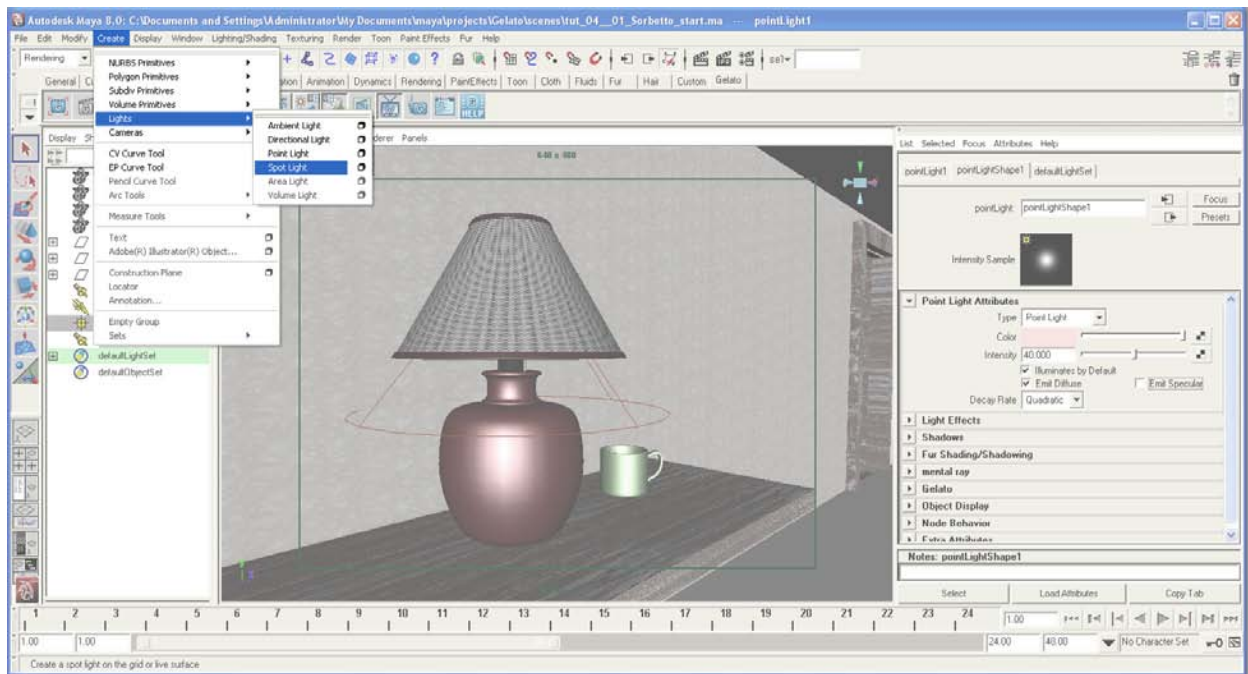 Autodesk Maya 8.0: C:\Documents and Settings\Administrator\My Documents\maya\projects\Gelato\scenes\tut_04__01_Sorbetto_start.ma --- pointLight1
File Edit Modify Create Display Window Lighting/Shading Texturing Render Toon Paint Effects Fur Help
Rendering
sel
General
Animation Dynamics Rendering PaintEffects Toon Cloth Fluids Fur Hair Custom Gelato
HELP
NURBS Primitives
Polygon Primitives
Subdiv Primitives
Volume Primitives
Lights
Cameras
CV Curve Tool
EP Curve Tool
Pencil Curve Tool
Arc Tools
Measure Tools
Text
Adobe(R) Illustrator(R) Object...
Construction Plane
Locator
Annotation...
Empty Group
Sets
Ambient Light
Directional Light
Point Light
Spot Light
Area Light
Volume Light
Display
Panels
640 x 480
defaultLightSet
defaultObjectSet
List Selected Focus Attributes Help
pointLight1 pointLightShape1 defaultLightSet
pointLight: pointLightShape1
Focus
Presets
Intensity Sample
Point Light Attributes
Type Point Light
Color
Intensity 40.000
Illuminates by Default
Emit Diffuse Emit Specular
Decay Rate Quadratic
Light Effects
Shadows
Fur Shading/Shadowing
mental ray
Gelato
Object Display
Node Behavior
Extra Attributes
Notes: pointLightShape1
Select Load Attributes Copy Tab
1 2 3 4 5 6 7 8 9 10 11 12 13 14 15 16 17 18 19 20 21 22 23 24
1.00
1.00 1.00 24.00 48.00 No Character Set
Create a spot light on the grid or live surface